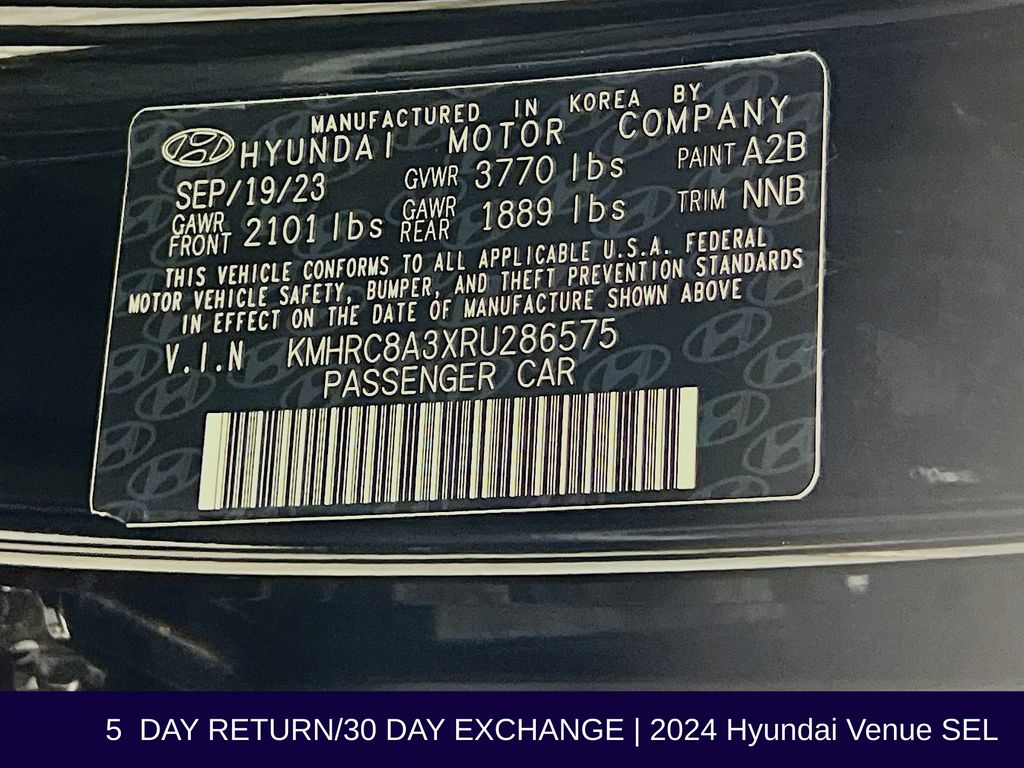 MANUFACTURED IN KOREA BY
HYUNDAI MOTOR COMPANY
SEP/19/23 GVWR 3770 lbs PAINT A2B
GAWR FRONT 2101 lbs GAWR REAR 1889 lbs TRIM NNB
THIS VEHICLE CONFORMS TO ALL APPLICABLE U.S.A. FEDERAL
MOTOR VEHICLE SAFETY, BUMPER, AND THEFT PREVENTION STANDARDS
IN EFFECT ON THE DATE OF MANUFACTURE SHOWN ABOVE
V.I.N KMHRC8A3XRU286575
PASSENGER CAR
5 DAY RETURN/30 DAY EXCHANGE | 2024 Hyundai Venue SEL